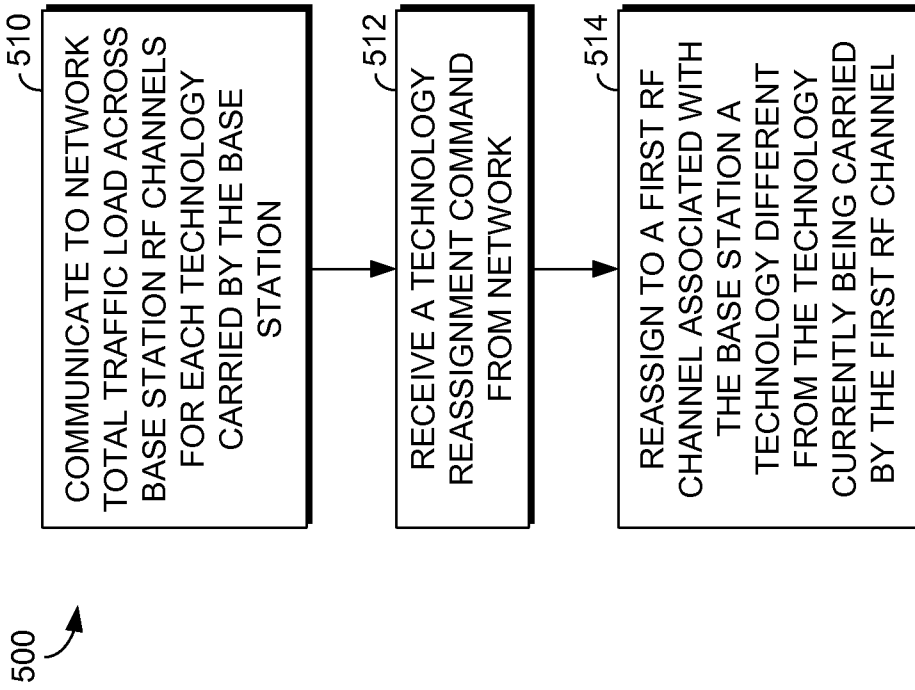 500
510
COMMUNICATE TO NETWORK
TOTAL TRAFFIC LOAD ACROSS
BASE STATION RF CHANNELS
FOR EACH TECHNOLOGY
CARRIED BY THE BASE
STATION
512
RECEIVE A TECHNOLOGY
REASSIGNMENT COMMAND
FROM NETWORK
514
REASSIGN TO A FIRST RF
CHANNEL ASSOCIATED WITH
THE BASE STATION A
TECHNOLOGY DIFFERENT
FROM THE TECHNOLOGY
CURRENTLY BEING CARRIED
BY THE FIRST RF CHANNEL